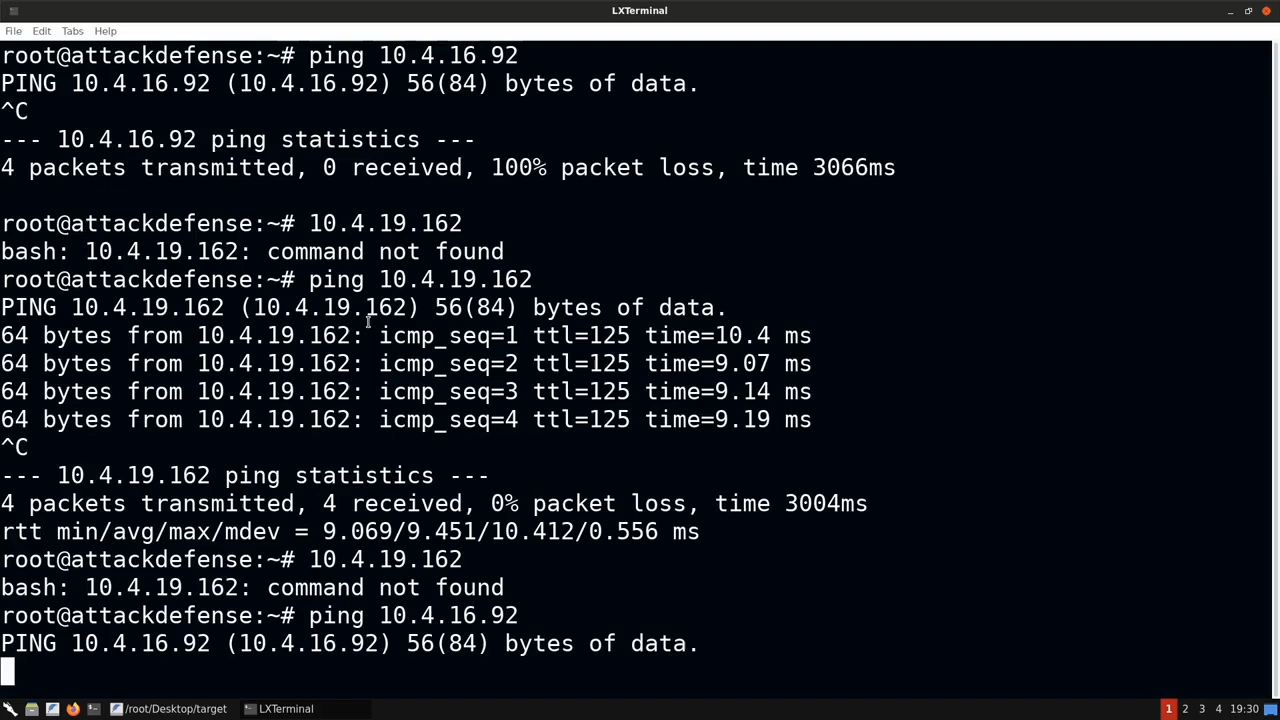 LXTerminal
File Edit Tabs Help
root@attackdefense:~# ping 10.4.16.92
PING 10.4.16.92 (10.4.16.92) 56(84) bytes of data.
^C
--- 10.4.16.92 ping statistics ---
4 packets transmitted, 0 received, 100% packet loss, time 3066ms
root@attackdefense:~# 10.4.19.162
bash: 10.4.19.162: command not found
root@attackdefense:~# ping 10.4.19.162
PING 10.4.19.162 (10.4.19.162) 56(84) bytes of data.
64 bytes from 10.4.19.162: icmp_seq=1 ttl=125 time=10.4 ms
64 bytes from 10.4.19.162: icmp_seq=2 ttl=125 time=9.07 ms
64 bytes from 10.4.19.162: icmp_seq=3 ttl=125 time=9.14 ms
64 bytes from 10.4.19.162: icmp_seq=4 ttl=125 time=9.19 ms
^C
--- 10.4.19.162 ping statistics ---
4 packets transmitted, 4 received, 0% packet loss, time 3004ms
rtt min/avg/max/mdev = 9.069/9.451/10.412/0.556 ms
root@attackdefense:~# 10.4.19.162
bash: 10.4.19.162: command not found
root@attackdefense:~# ping 10.4.16.92
PING 10.4.16.92 (10.4.16.92) 56(84) bytes of data.
/root/Desktop/target LXTerminal 1 2 3 4 19:30